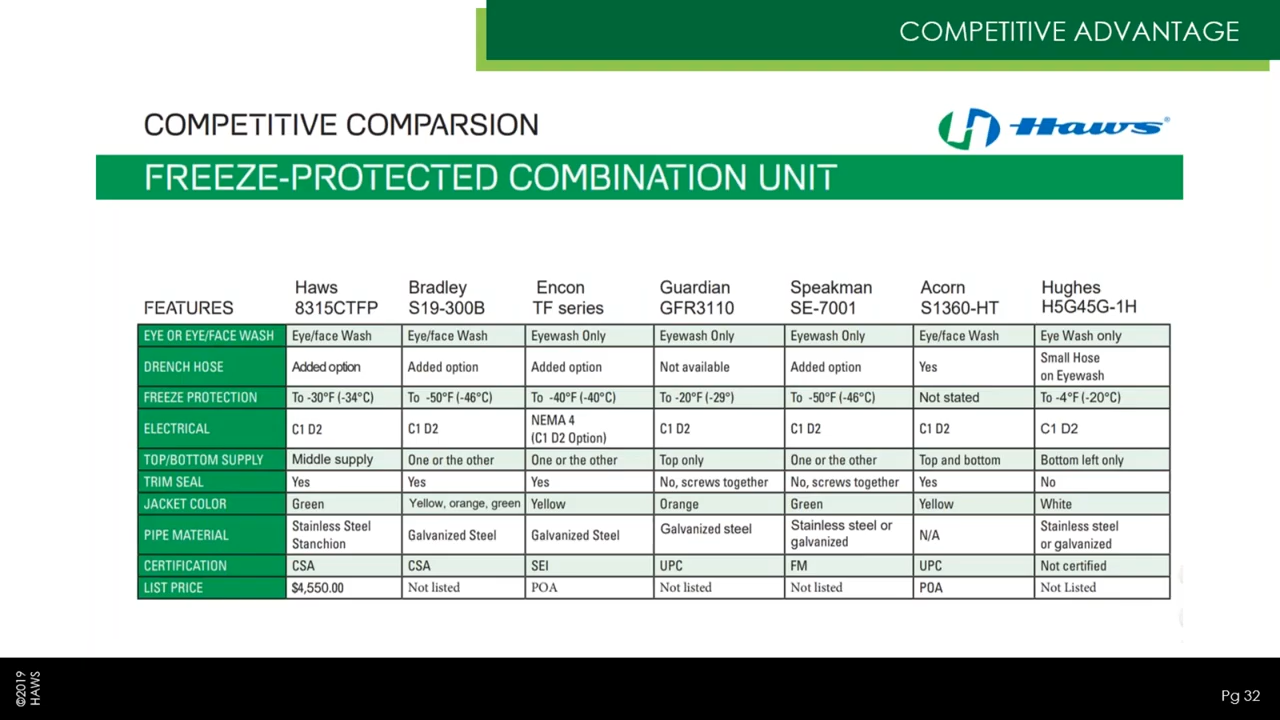 COMPETITIVE ADVANTAGE
COMPETITIVE COMPARSION
Haws®
FREEZE-PROTECTED COMBINATION UNIT
FEATURES Haws 8315CTFP Bradley S19-300B Encon TF series Guardian GFR3110 Speakman SE-7001 Acorn S1360-HT Hughes H5G45G-1H
EYE OR EYE/FACE WASH Eye/face Wash Eye/face Wash Eyewash Only Eyewash Only Eyewash Only Eye/face Wash Eye Wash only
DRENCH HOSE Added option Added option Added option Not available Added option Yes Small Hose on Eyewash
FREEZE PROTECTION To -30°F (-34°C) To -50°F (-46°C) To -40°F (-40°C) To -20°F (-29°) To -50°F (-46°C) Not stated To -4°F (-20°C)
ELECTRICAL C1 D2 C1 D2 NEMA 4 (C1 D2 Option) C1 D2 C1 D2 C1 D2 C1 D2
TOP/BOTTOM SUPPLY Middle supply One or the other One or the other Top only One or the other Top and bottom Bottom left only
TRIM SEAL Yes Yes Yes No, screws together No, screws together Yes No
JACKET COLOR Green Yellow, orange, green Yellow Orange Green Yellow White
PIPE MATERIAL Stainless Steel Stanchion Galvanized Steel Galvanized Steel Galvanized steel Stainless steel or galvanized N/A Stainless steel or galvanized
CERTIFICATION CSA CSA SEI UPC FM UPC Not certified
LIST PRICE $4,550.00 Not listed POA Not listed Not listed POA Not Listed
©2019
HAWS
Pg 32